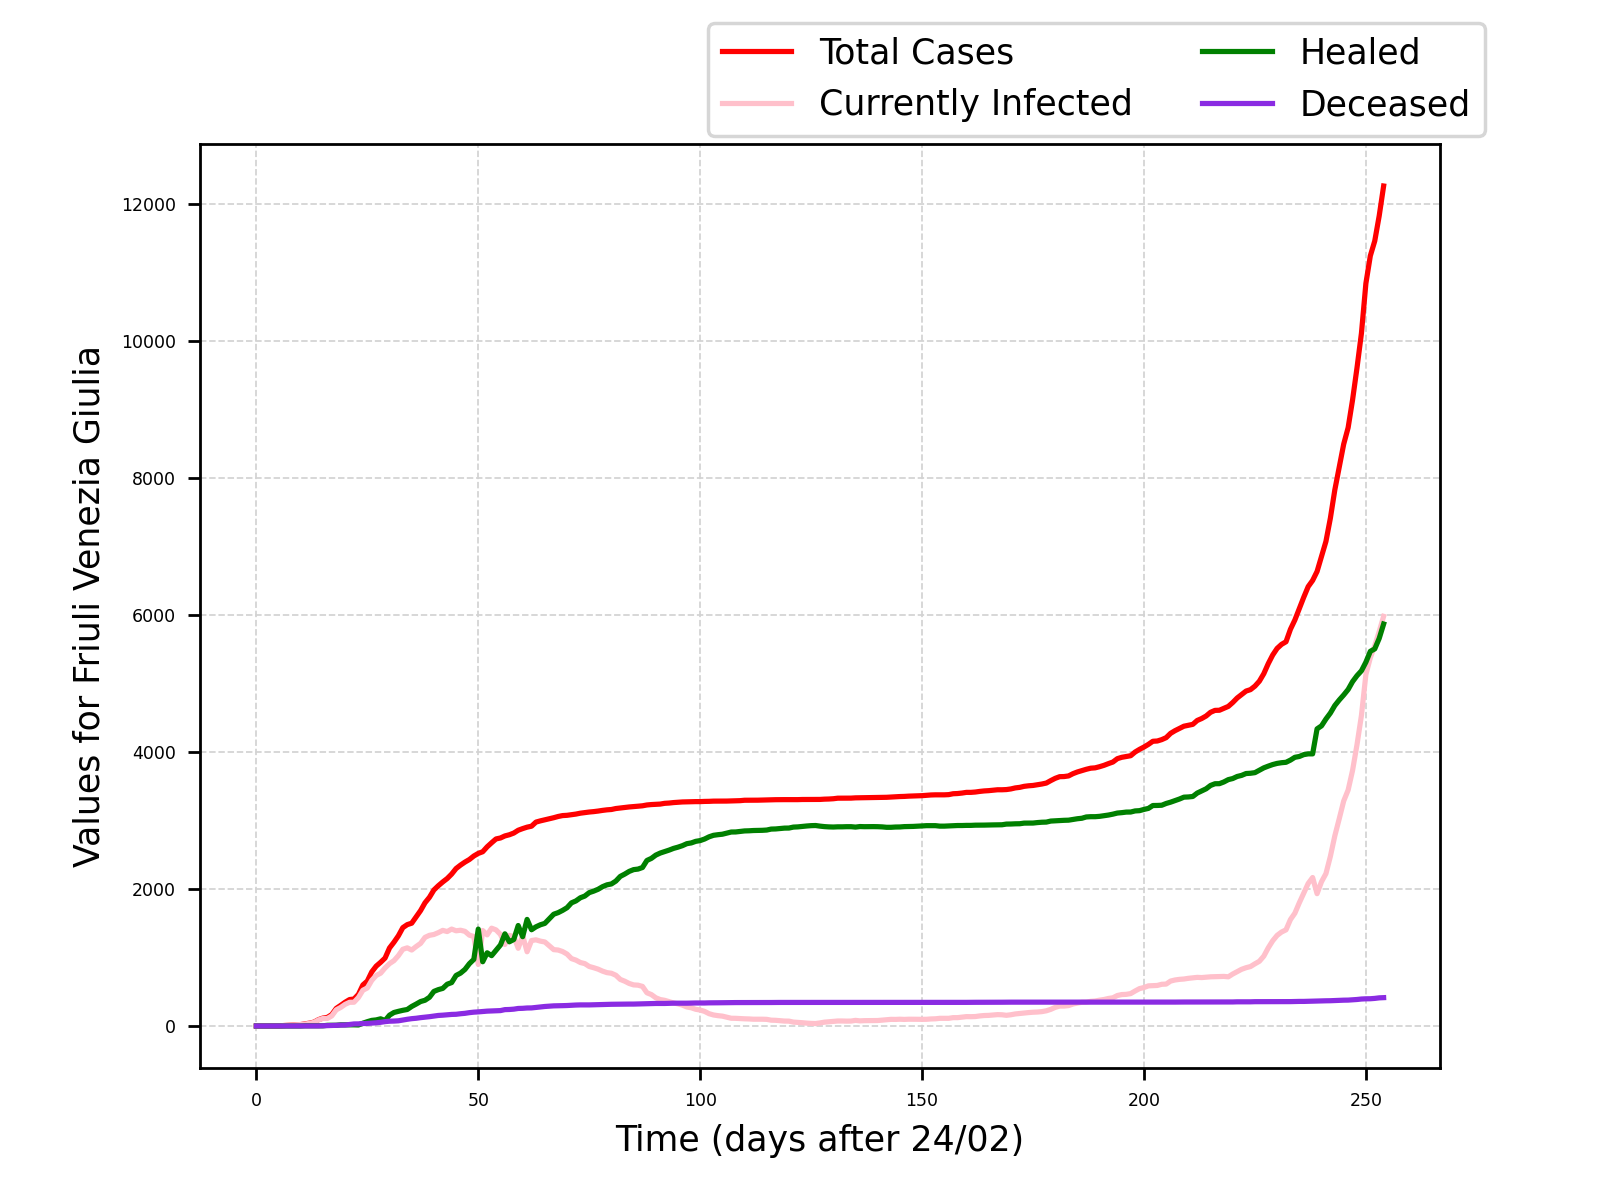 Total Cases
Currently Infected
Healed
Deceased
12000
10000
8000
6000
4000
2000
0
Values for Friuli Venezia Giulia
0 50 100 150 200 250
Time (days after 24/02)